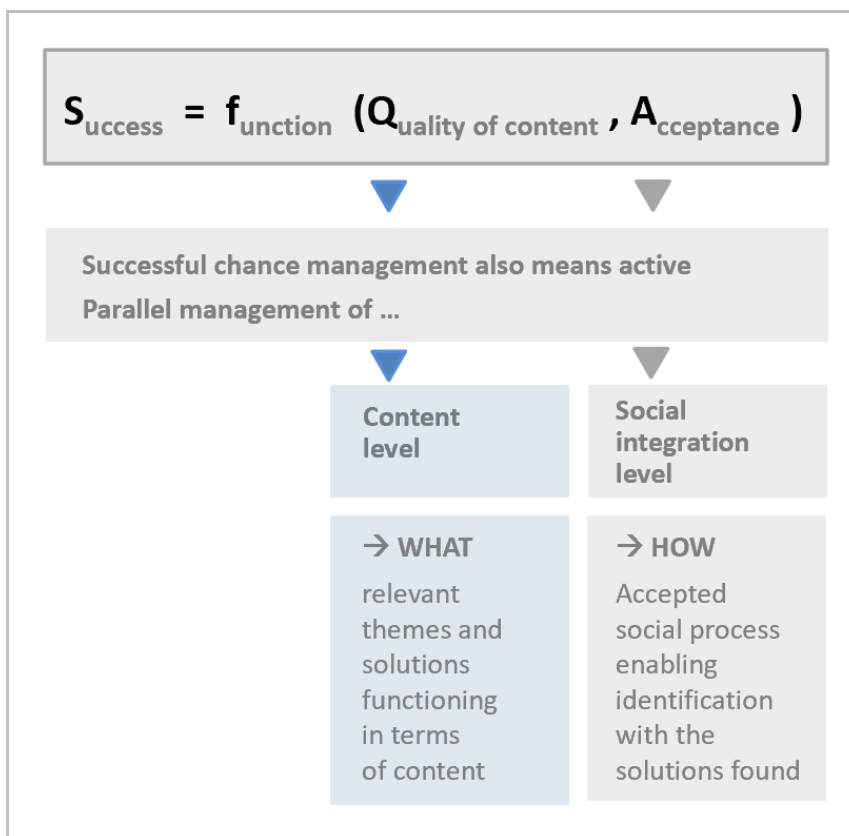 Success = function (Quality of content , Acceptance )
Successful chance management also means active
Parallel management of …
Content
level
Social
integration
level
→ WHAT
relevant
themes and
solutions
functioning
in terms
of content
→ HOW
Accepted
social process
enabling
identification
with the
solutions found